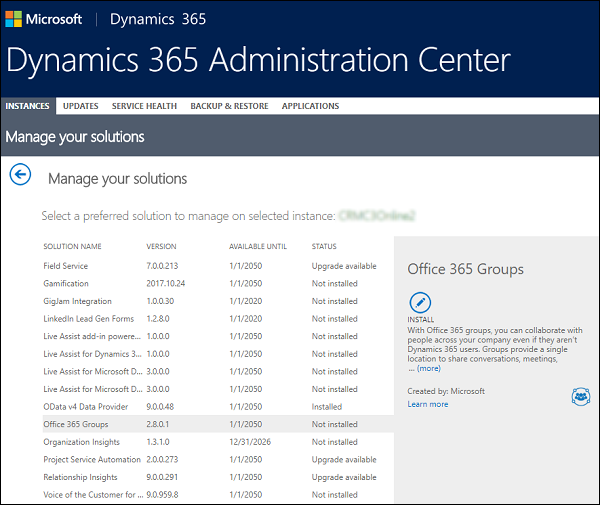 Microsoft | Dynamics 365
Dynamics 365 Administration Center
INSTANCES UPDATES SERVICE HEALTH BACKUP & RESTORE APPLICATIONS
Manage your solutions
Manage your solutions
Select a preferred solution to manage on selected instance:
SOLUTION NAME VERSION AVAILABLE UNTIL STATUS
Field Service 7.0.0.213 1/1/2050 Upgrade available
Gamification 2017.10.24 1/1/2050 Not installed
GigJam Integration 1.0.0.30 1/1/2020 Not installed
LinkedIn Lead Gen Forms 1.2.8.0 1/1/2020 Not installed
Live Assist add-in powere... 1.0.0.0 1/1/2050 Not installed
Live Assist for Dynamics 3... 1.0.0.0 1/1/2050 Not installed
Live Assist for Microsoft D... 3.0.0.0 1/1/2050 Not installed
Live Assist for Microsoft D... 3.0.0.0 1/1/2050 Not installed
OData v4 Data Provider 9.0.0.48 1/1/2050 Installed
Office 365 Groups 2.8.0.1 1/1/2050 Not installed
Organization Insights 1.3.1.0 12/31/2026 Not installed
Project Service Automation 2.0.0.273 1/1/2050 Upgrade available
Relationship Insights 9.0.0.291 1/1/2050 Upgrade available
Voice of the Customer for ... 9.0.959.8 1/1/2050 Not installed
Office 365 Groups
INSTALL
With Office 365 groups, you can collaborate with
people across your company even if they aren't
Dynamics 365 users. Groups provide a single
location to share conversations, meetings,
... (more)
Created by: Microsoft
Learn more